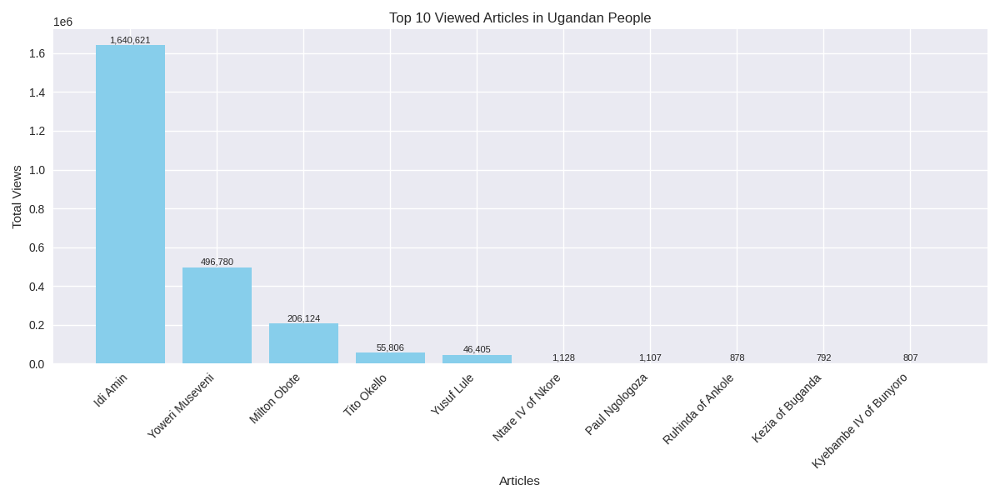 Top 10 Viewed Articles in Ugandan People
1e6
1.6
1.4
1.2
1.0
0.8
0.6
0.4
0.2
0.0
Total Views
1,640,621
496,780
206,124
55,806
46,405
1,128
1,107
878
792
807
Idi Amin
Yoweri Museveni
Milton Obote
Tito Okello
Yusuf Lule
Ntare IV of Nkore
Paul Ngologoza
Ruhinda of Ankole
Kezia of Buganda
Kyebambe IV of Bunyoro
Articles